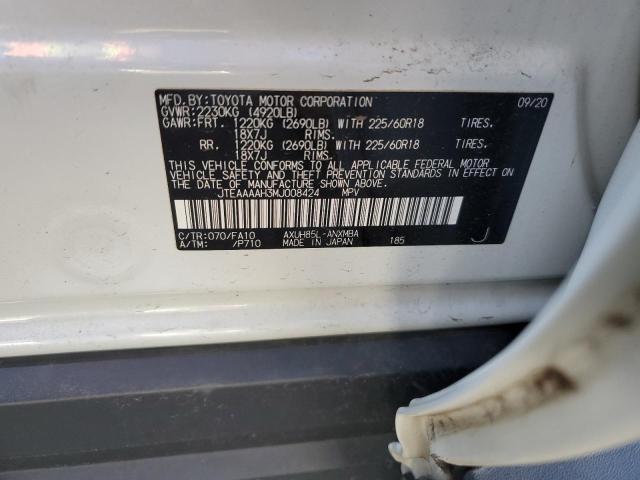 MFD.BY:TOYOTA MOTOR CORPORATION 09/20
GVWR:2230KG (4920LB)
GAWR:FRT. 1220KG (2690LB) WITH 225/60R18 TIRES.
18X7J RIMS.
RR. 1220KG (2690LB) WITH 225/60R18 TIRES.
18X7J RIMS.
THIS VEHICLE CONFORMS TO ALL APPLICABLE FEDERAL MOTOR
VEHICLE SAFETY AND THEFT PREVENTION STANDARDS IN EFFECT
ON THE DATE OF MANUFACTURE SHOWN ABOVE.
JTEAAAAH3MJ008424 MPV
C/TR:070/FA10 AXUH85L-ANXMBA
A/TM: /P710 MADE IN JAPAN 185 J